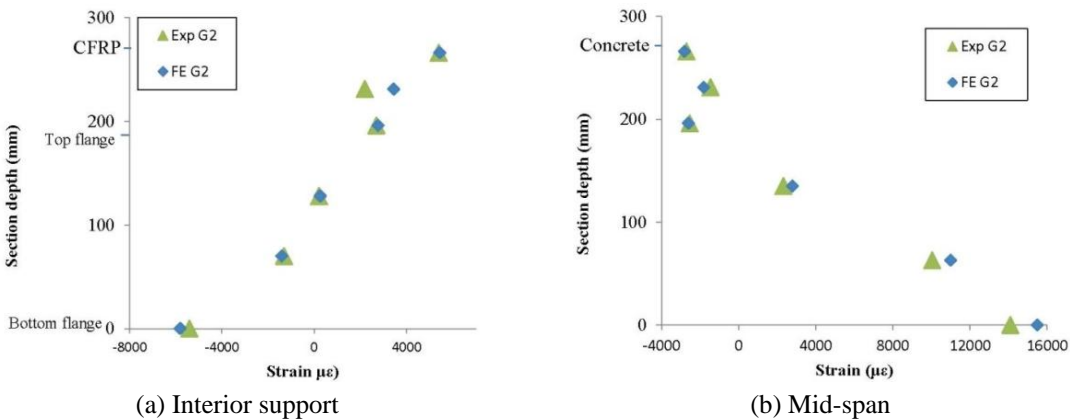 300
CFRP
200
Top flange
100
Bottom flange
0
Section depth (mm)
Exp G2
FE G2
-8000
-4000
0
4000
Strain με)
(a) Interior support
300
Concrete
200
100
0
Section depth (mm)
Exp G2
FE G2
-4000
0
4000
8000
12000
16000
Strain (με)
(b) Mid-span